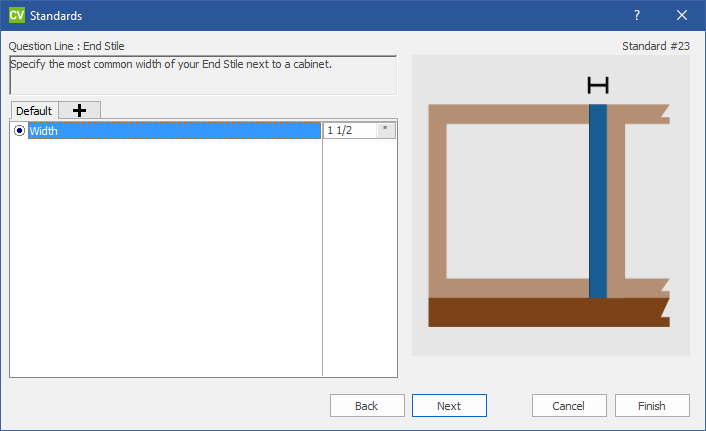 CV Standards ?
Question Line : End Stile
Standard #23
Specify the most common width of your End Stile next to a cabinet.
Default +
Width 1 1/2 "
Back Next Cancel Finish